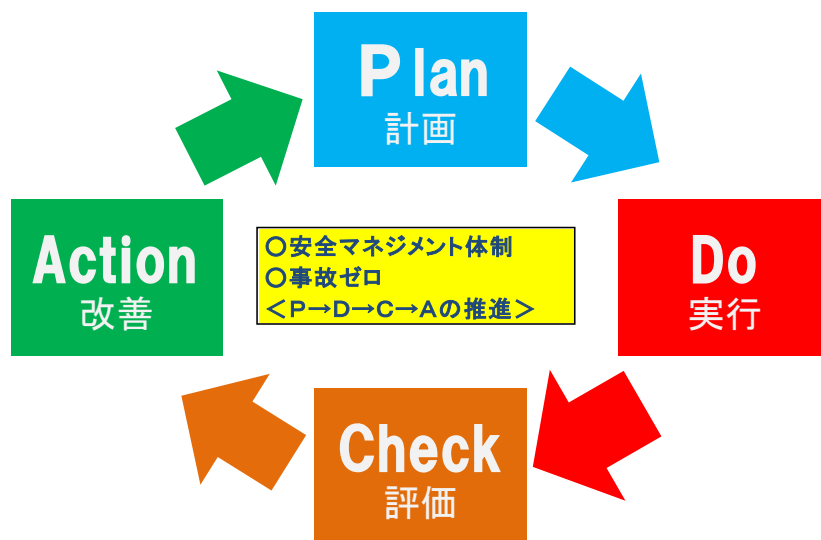 Plan
計画
Do
実行
Check
評価
Action
改善
○安全マネジメント体制
○事故ゼロ
＜P→D→C→Aの推進＞